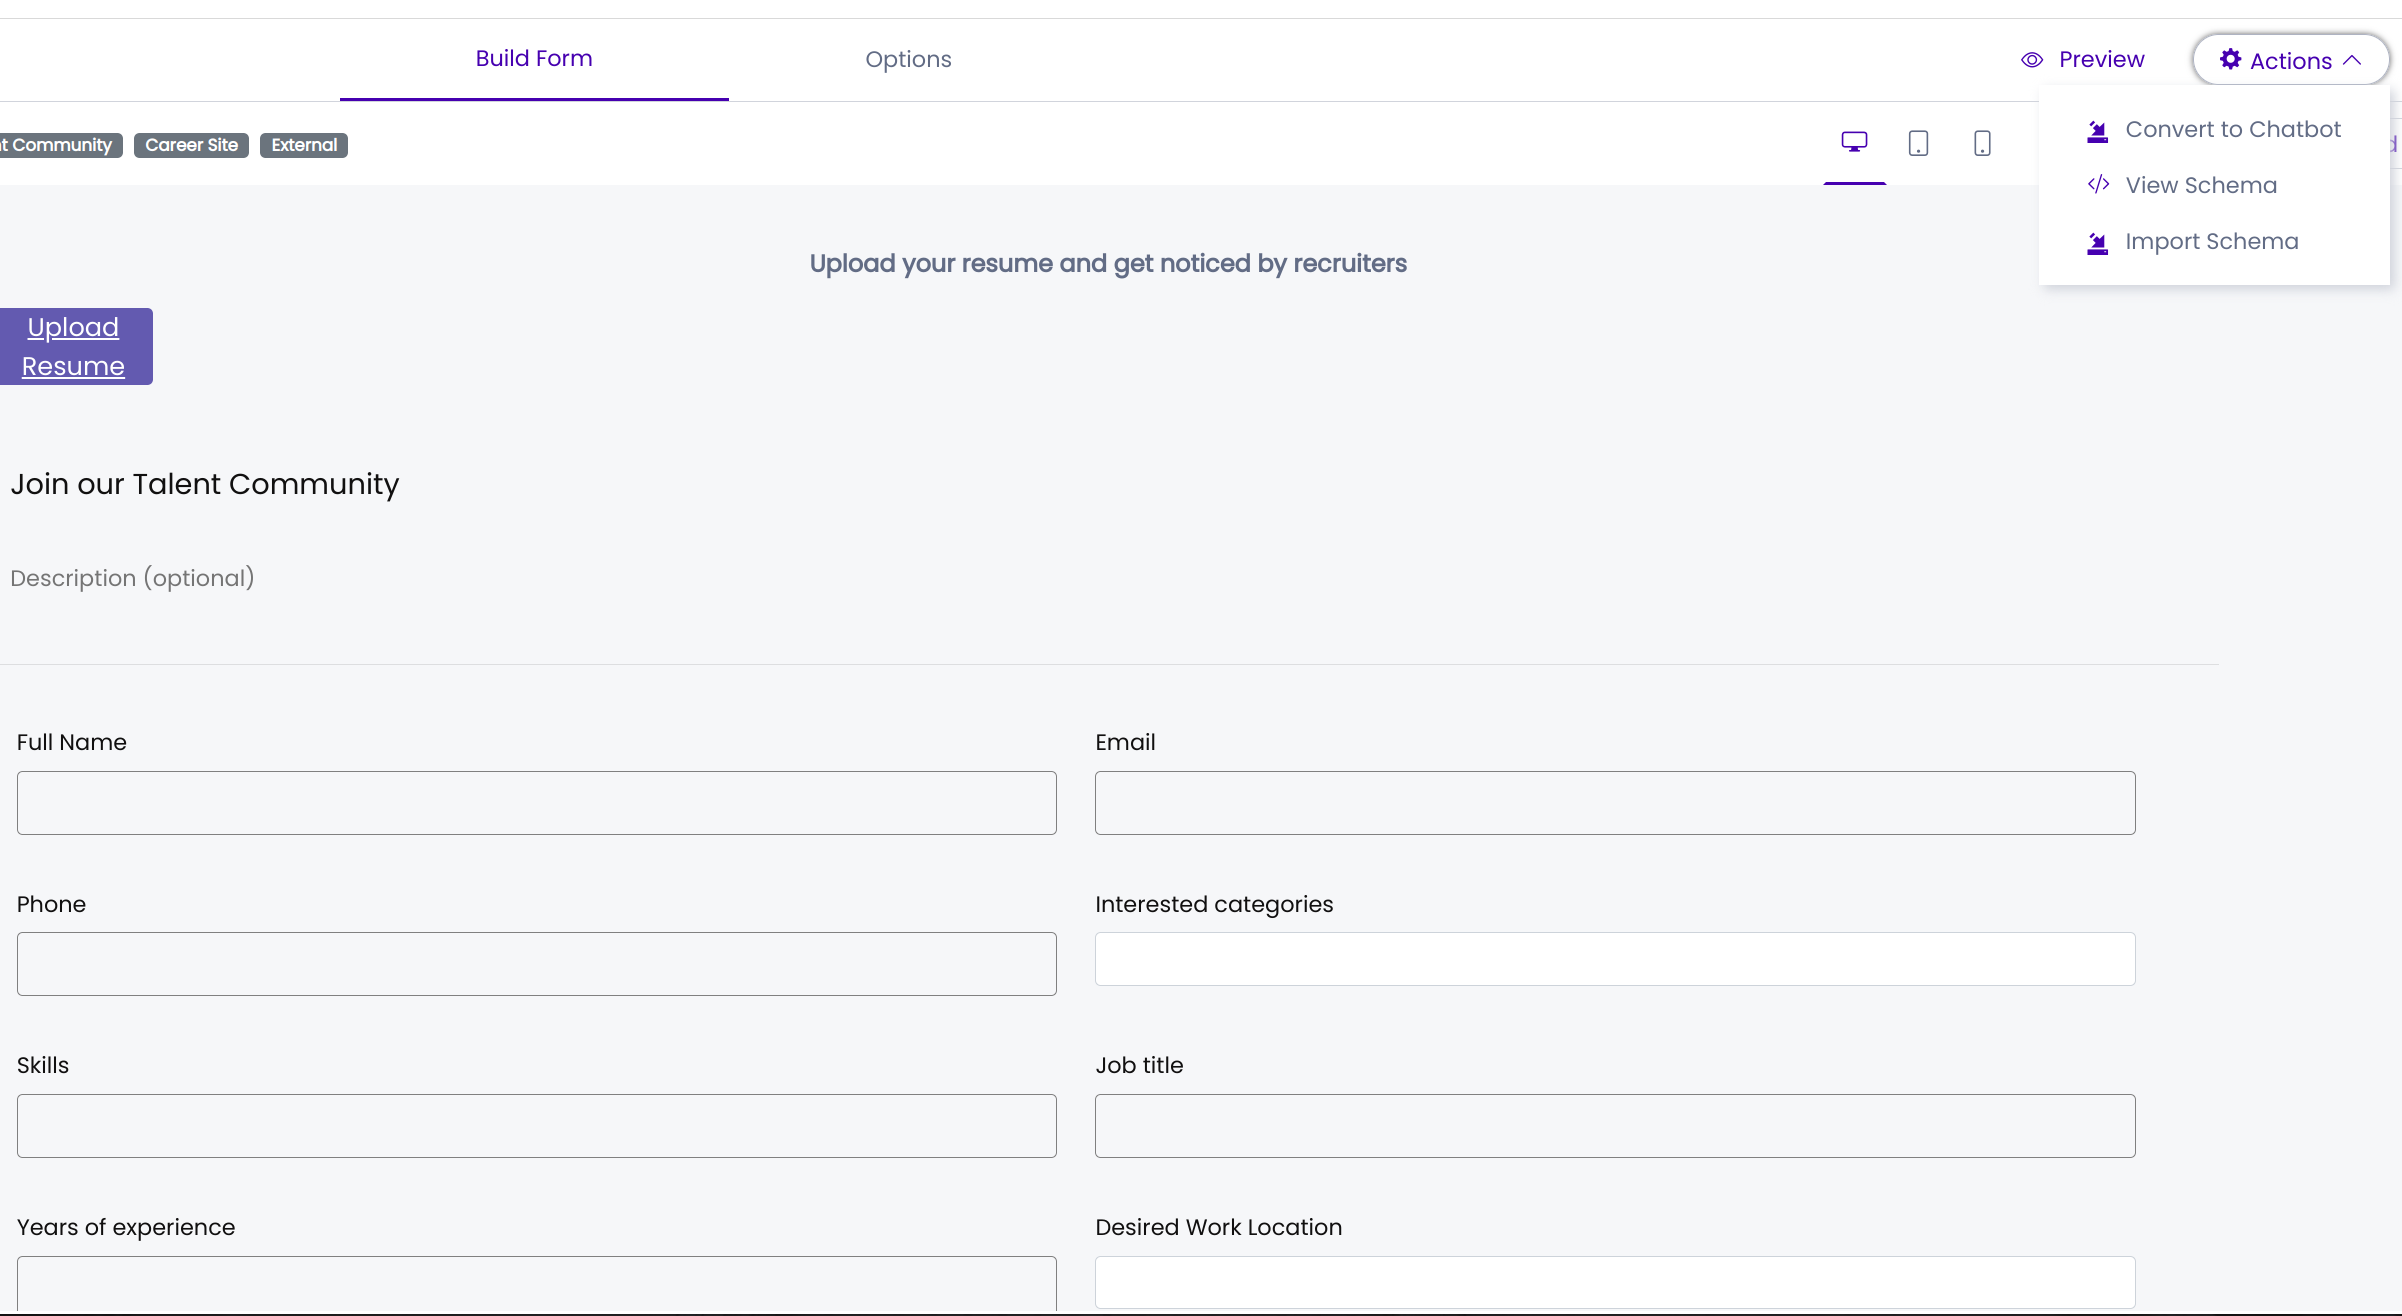 Build Form
Options
Preview
Actions
Community
Career Site
External
Convert to Chatbot
View Schema
Import Schema
Upload your resume and get noticed by recruiters
Upload
Resume
Join our Talent Community
Description (optional)
Full Name
Email
Phone
Interested categories
Skills
Job title
Years of experience
Desired Work Location